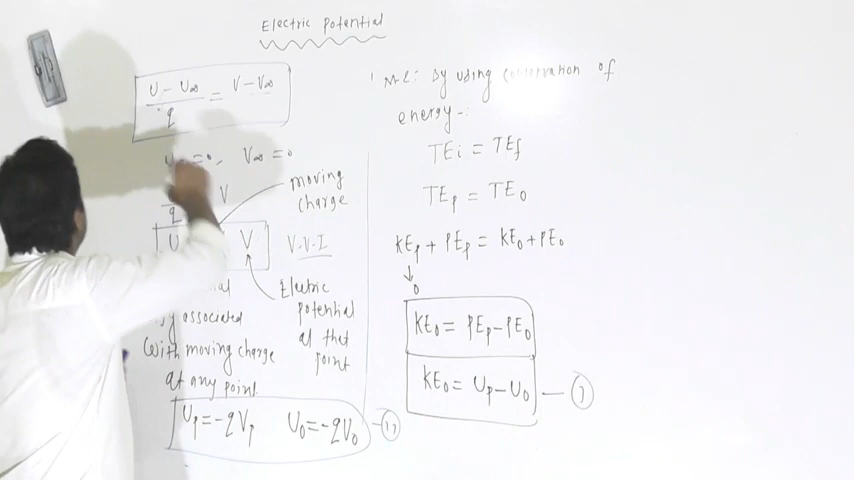 Electric Potential
U - U∞ / q = V - V∞
U∞ = 0, V∞ = 0
q V
moving
charge
U V V.V.I
Electric
potential
at that
point
associated
with moving charge
at any point.
Up = -qVp U0 = -qV0
By using conservation of
energy-:
TEi = TEf
TEp = TE0
KEp + PEp = KE0 + PE0
0
KE0 = PEp - PE0
KE0 = Up - U0